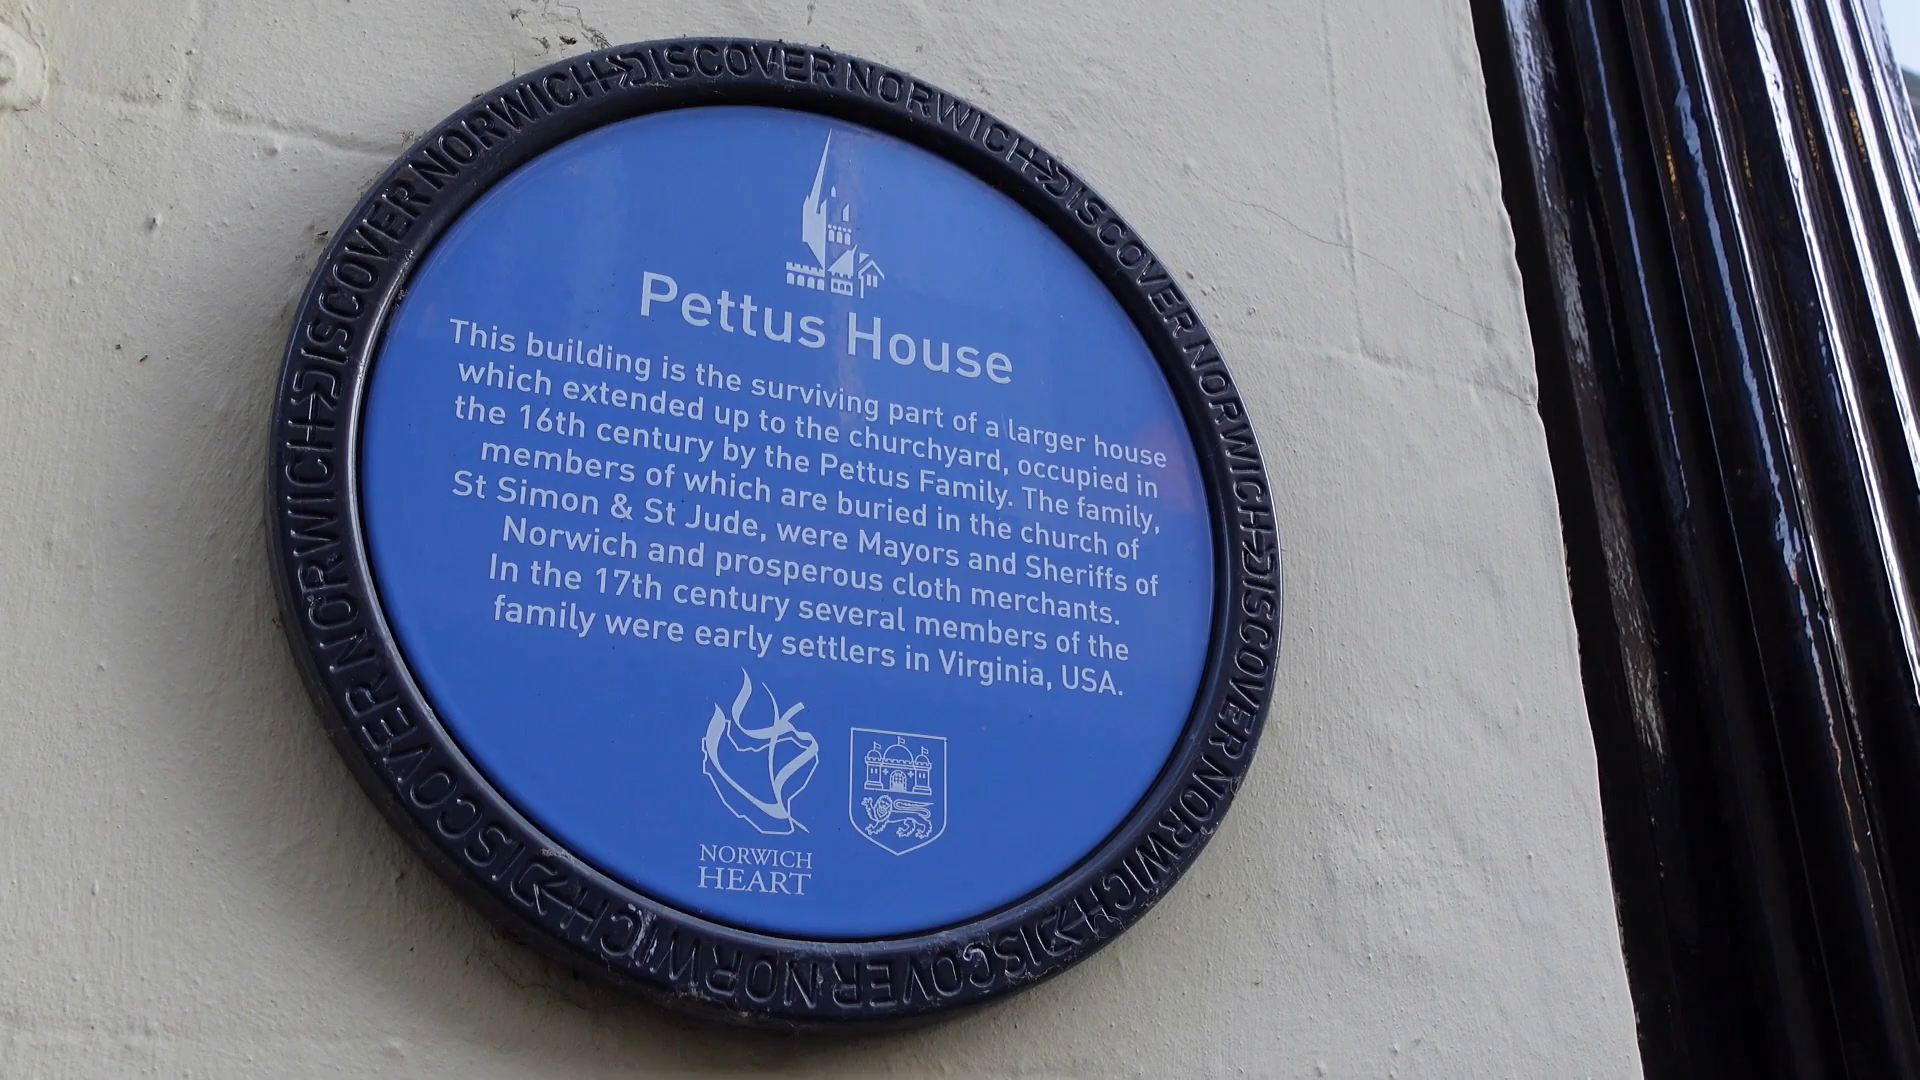 DISCOVER NORWICH DISCOVER NORWICH DISCOVER NORWICH DISCOVER NORWICH DISCOVER NORWICH DISCOVER NORWICH DISCOVER NORWICH
Pettus House
This building is the surviving part of a larger house
which extended up to the churchyard, occupied in
the 16th century by the Pettus Family. The family,
members of which are buried in the church of
St Simon & St Jude, were Mayors and Sheriffs of
Norwich and prosperous cloth merchants.
In the 17th century several members of the
family were early settlers in Virginia, USA.
NORWICH
HEART